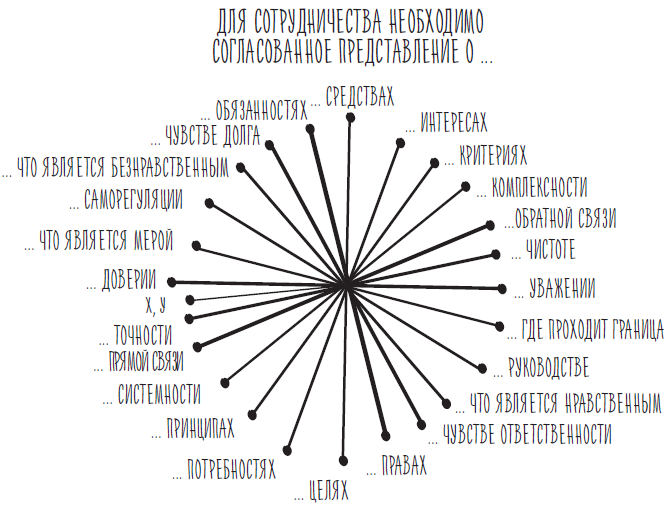 ДЛЯ СОТРУДНИЧЕСТВА НЕОБХОДИМО
СОГЛАСОВАННОЕ ПРЕДСТАВЛЕНИЕ О ...
... СРЕДСТВАХ
... ИНТЕРЕСАХ
... КРИТЕРИЯХ
... КОМПЛЕКСНОСТИ
...ОБРАТНОЙ СВЯЗИ
... ЧИСТОТЕ
... УВАЖЕНИИ
... ГДЕ ПРОХОДИТ ГРАНИЦА
... РУКОВОДСТВЕ
... ЧТО ЯВЛЯЕТСЯ НРАВСТВЕННЫМ
... ЧУВСТВЕ ОТВЕТСТВЕННОСТИ
... ПРАВАХ
... ЦЕЛЯХ
... ПОТРЕБНОСТЯХ
... ПРИНЦИПАХ
... СИСТЕМНОСТИ
... ПРЯМОЙ СВЯЗИ
... ТОЧНОСТИ
Х, У
... ДОВЕРИИ
... ЧТО ЯВЛЯЕТСЯ МЕРОЙ
... САМОРЕГУЛЯЦИИ
... ЧТО ЯВЛЯЕТСЯ БЕЗНРАВСТВЕННЫМ
... ЧУВСТВЕ ДОЛГА
... ОБЯЗАННОСТЯХ